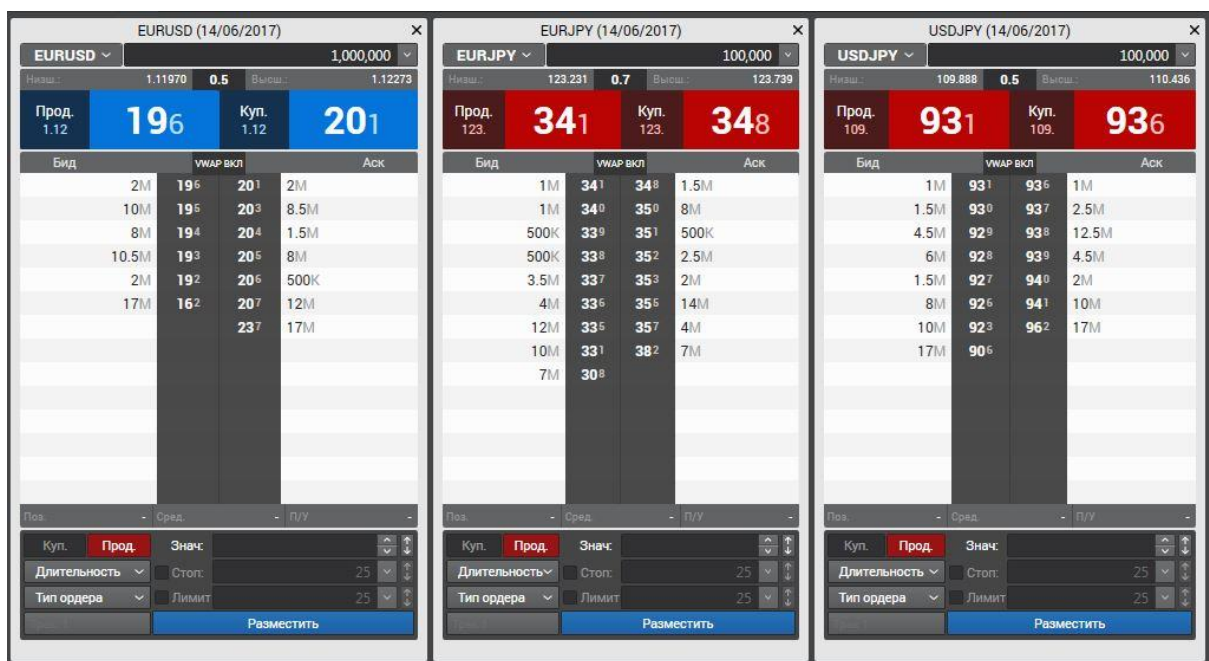 EURUSD (14/06/2017) ×
EURUSD 1,000,000
Низш.: 1.11970 0.5 Высш.: 1.12273
Прод. 1.12 196 Куп. 1.12 201
Бид VWAP ВКЛ Аск
2M 196 201 2M
10M 195 203 8.5M
8M 194 204 1.5M
10.5M 193 205 8M
2M 192 206 500K
17M 162 207 12M
237 17M
Поз. - Сред. - П/У -
Куп. Прод. Знач:
Длительность Стоп: 25
Тип ордера Лимит 25
Разместить
EURJPY (14/06/2017) ×
EURJPY 100,000
Низш.: 123.231 0.7 Высш.: 123.739
Прод. 123. 341 Куп. 123. 348
Бид VWAP ВКЛ Аск
1M 341 348 1.5M
1M 340 350 8M
500K 339 351 500K
500K 338 352 2.5M
3.5M 337 353 2M
4M 336 355 14M
12M 335 357 4M
10M 331 382 7M
7M 308
Поз. - Сред. - П/У -
Куп. Прод. Знач:
Длительность Стоп: 25
Тип ордера Лимит 25
Разместить
USDJPY (14/06/2017) ×
USDJPY 100,000
Низш.: 109.888 0.5 Высш.: 110.436
Прод. 109. 931 Куп. 109. 936
Бид VWAP ВКЛ Аск
1M 931 936 1M
1.5M 930 937 2.5M
4.5M 929 938 12.5M
6M 928 939 4.5M
1.5M 927 940 2M
8M 926 941 10M
10M 923 962 17M
17M 906
Поз. - Сред. - П/У -
Куп. Прод. Знач:
Длительность Стоп: 25
Тип ордера Лимит 25
Разместить